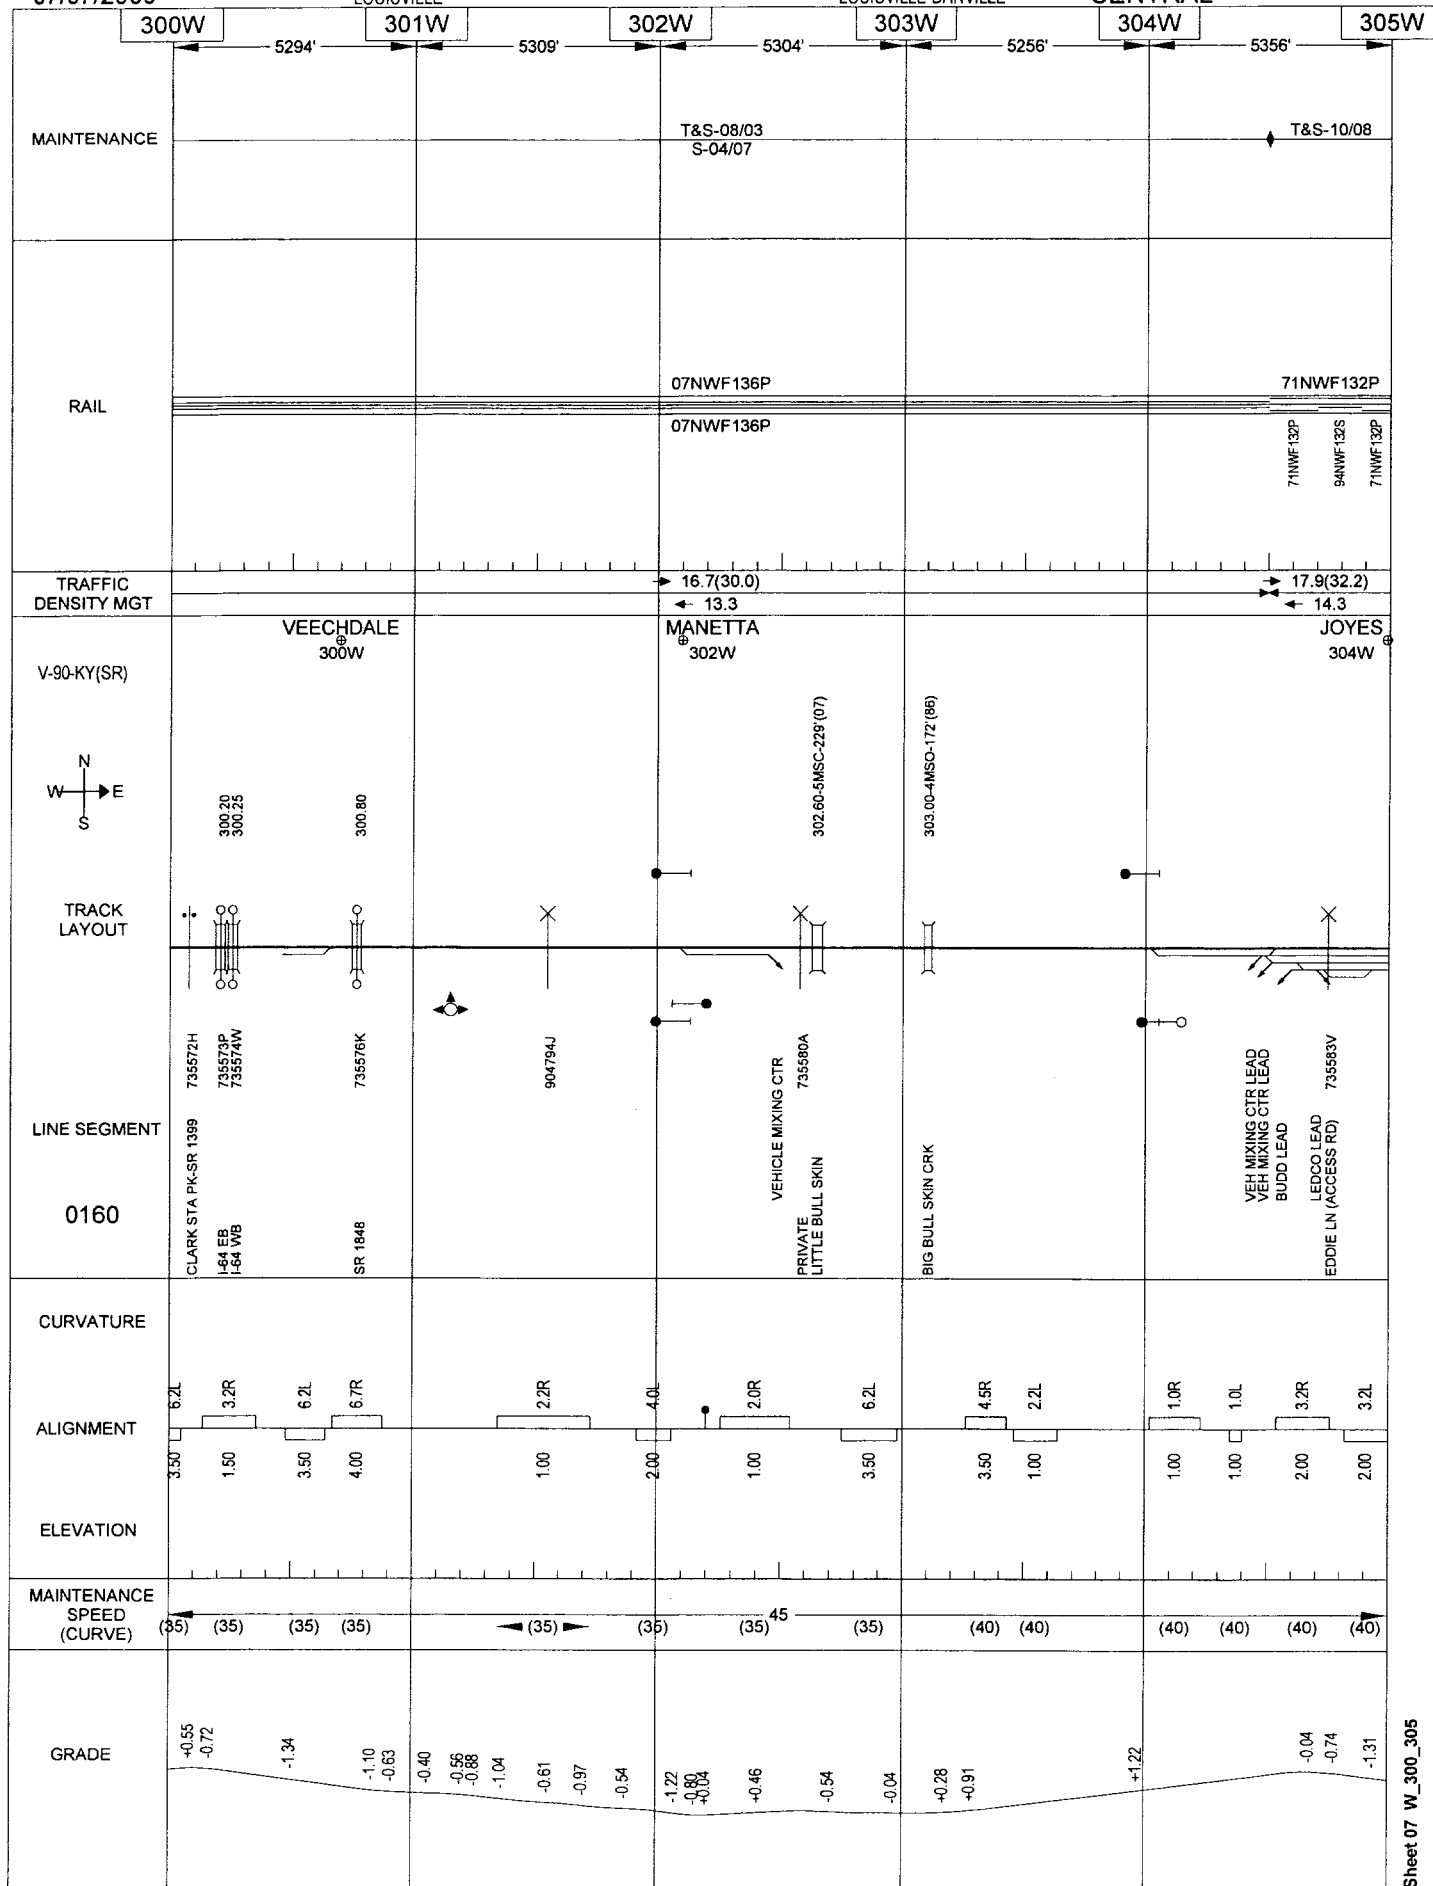 300W 301W 302W 303W 304W 305W
5294' 5309' 5304' 5256' 5356'
MAINTENANCE
T&S-08/03
S-04/07
T&S-10/08
RAIL
07NWF136P
07NWF136P
71NWF132P
71NWF132P
94NWF132S
71NWF132P
TRAFFIC
DENSITY MGT
16.7(30.0)
13.3
17.9(32.2)
14.3
VEECHDALE
300W
MANETTA
302W
JOYES
304W
V-90-KY(SR)
N
W E
S
300.20
300.25
300.80
302.60-5MSC-229'(07)
303.00-4MSO-172'(86)
TRACK
LAYOUT
LINE SEGMENT
0160
CLARK STA PK-SR 1399 735572H
I-64 EB 735573P
I-64 WB 735574W
SR 1848 735576K
904794J
VEHICLE MIXING CTR
PRIVATE 735580A
LITTLE BULL SKIN
BIG BULL SKIN CRK
VEH MIXING CTR LEAD
VEH MIXING CTR LEAD
BUDD LEAD
LEDCO LEAD
EDDIE LN (ACCESS RD) 735583V
CURVATURE
6.2L 3.2R 6.2L 6.7R 2.2R 4.0L 2.0R 6.2L 4.5R 2.2L 1.0R 1.0L 3.2R 3.2L
ALIGNMENT
3.50 1.50 3.50 4.00 1.00 2.00 1.00 3.50 3.50 1.00 1.00 1.00 2.00 2.00
ELEVATION
MAINTENANCE
SPEED
(CURVE)
45
(35) (35) (35) (35) (35) (35) (35) (35) (40) (40) (40) (40) (40) (40)
GRADE
+0.55
-0.72
-1.34
-1.10
-0.63
-0.40
-0.56
-0.88
-1.04
-0.61
-0.97
-0.54
-1.22
-0.80
+0.04
+0.46
-0.54
-0.04
+0.28
+0.91
+1.22
-0.04
-0.74
-1.31
Sheet 07 W_300_305